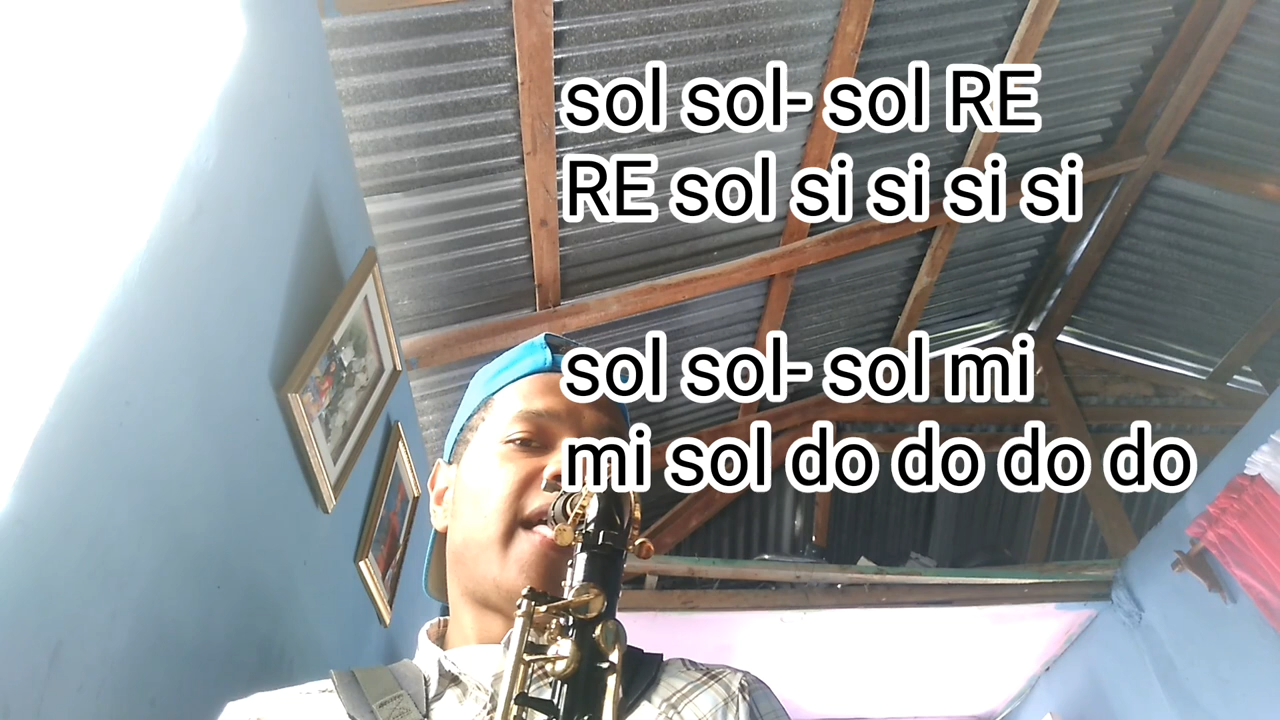 sol sol- sol RE
RE sol si si si si
sol sol- sol mi
mi sol do do do do